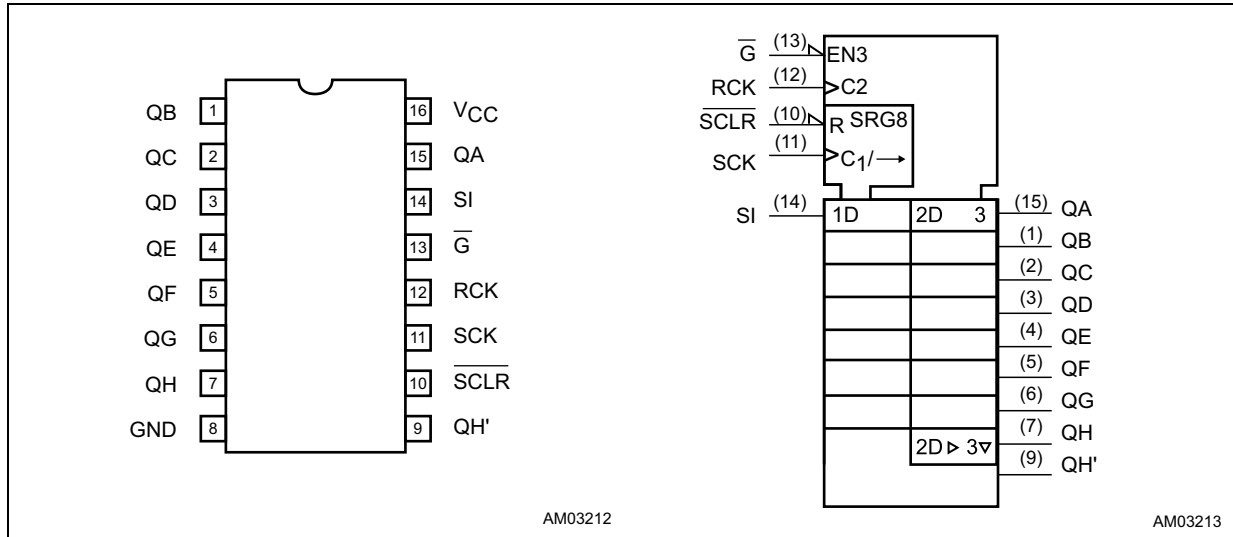 QB 1 16 VCC
QC 2 15 QA
QD 3 14 SI
QE 4 13 G̅
QF 5 12 RCK
QG 6 11 SCK
QH 7 10 S̅C̅L̅R̅
GND 8 9 QH'
AM03212
G̅ (13) EN3
RCK (12) C2
S̅C̅L̅R̅ (10) R SRG8
SCK (11) C1/→
SI (14) 1D 2D 3 (15) QA
(1) QB
(2) QC
(3) QD
(4) QE
(5) QF
(6) QG
(7) QH
2D ▷ 3▽
(9) QH'
AM03213